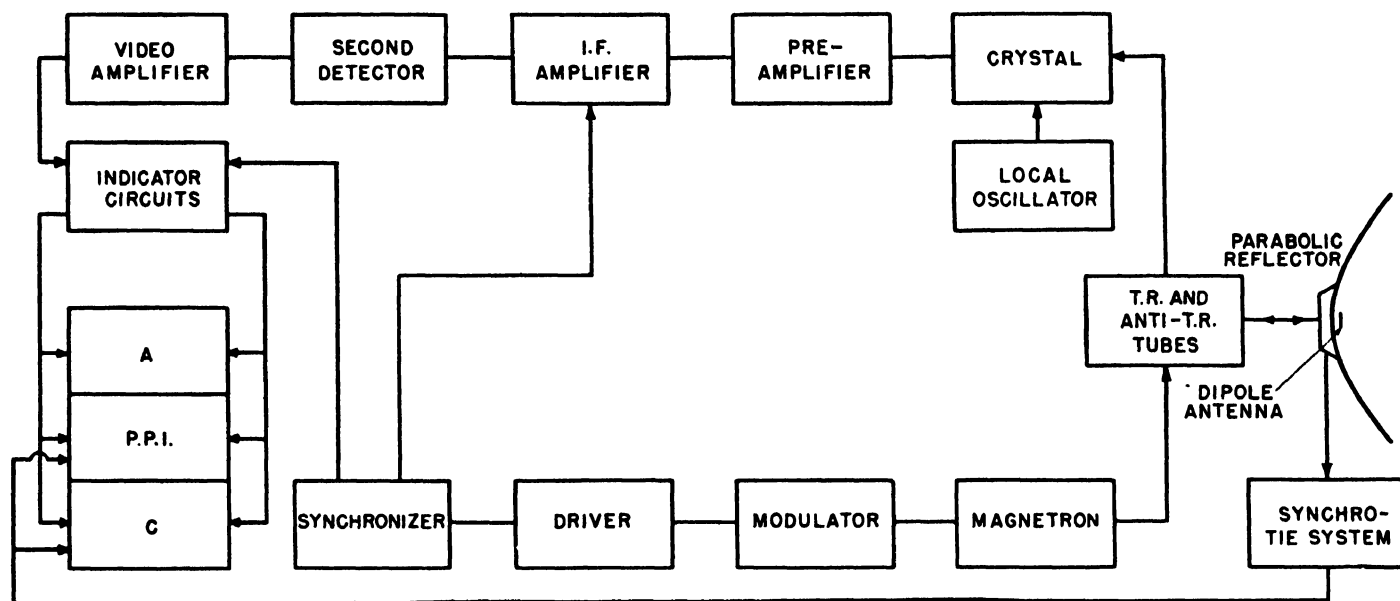 VIDEO
AMPLIFIER
SECOND
DETECTOR
I.F.
AMPLIFIER
PRE-
AMPLIFIER
CRYSTAL
INDICATOR
CIRCUITS
LOCAL
OSCILLATOR
PARABOLIC
REFLECTOR
T.R. AND
ANTI-T.R.
TUBES
DIPOLE
ANTENNA
A
P.P.I.
C
SYNCHRONIZER
DRIVER
MODULATOR
MAGNETRON
SYNCHRO-
TIE SYSTEM